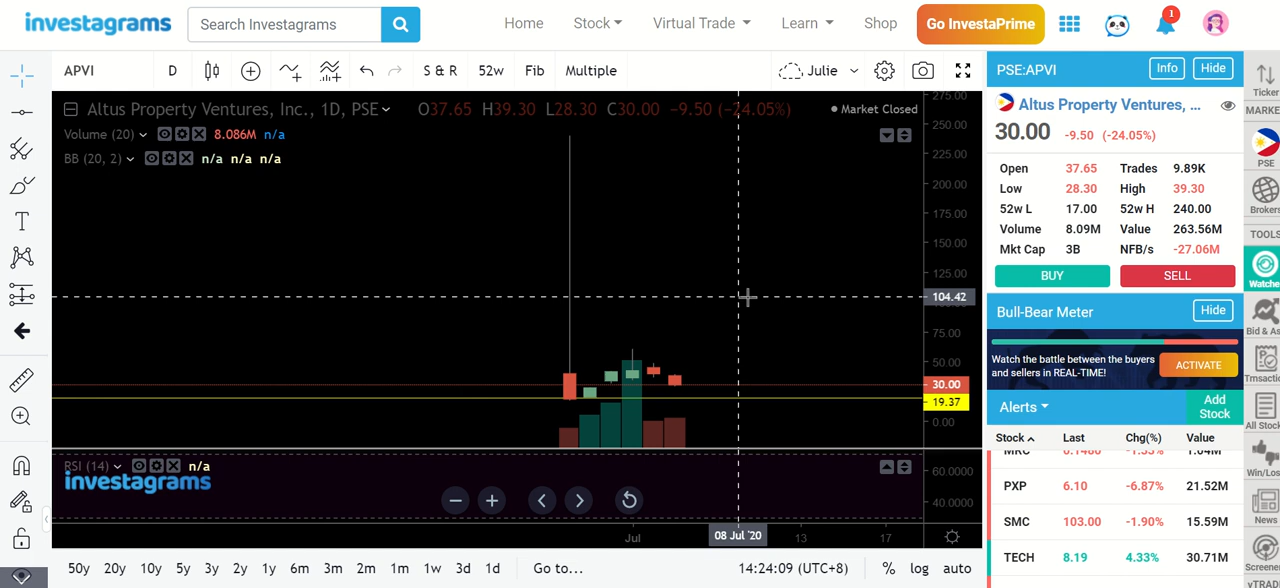 investagrams
Search Investagrams
Home
Stock
Virtual Trade
Learn
Shop
Go InvestaPrime
1
APVI
D
S & R
52w
Fib
Multiple
Julie
PSE:APVI
Info
Hide
Ticker
MARKE
Altus Property Ventures, Inc., 1D, PSE
O37.65 H39.30 L28.30 C30.00 -9.50 (-24.05%)
Market Closed
Volume (20)
8.086M n/a
BB (20, 2)
n/a n/a n/a
275.00
250.00
225.00
200.00
175.00
150.00
125.00
104.42
75.00
50.00
30.00
19.37
0.00
Altus Property Ventures, ...
30.00 -9.50 (-24.05%)
Open 37.65 Trades 9.89K
Low 28.30 High 39.30
52w L 17.00 52w H 240.00
Volume 8.09M Value 263.56M
Mkt Cap 3B NFB/s -27.06M
BUY
SELL
PSE
Brokers
TOOLS
Watche
Bull-Bear Meter
Hide
Watch the battle between the buyers
and sellers in REAL-TIME!
ACTIVATE
Bid & As
Alerts
Add
Stock
All Stock
Stock Last Chg(%) Value
MRC 0.1480 -1.33% 1.04M
PXP 6.10 -6.87% 21.52M
SMC 103.00 -1.90% 15.59M
TECH 8.19 4.33% 30.71M
Win/Los
News
Screene
vTRAD
RSI (14)
n/a
investagrams
60.0000
40.0000
Jul
08 Jul '20
13
17
50y
20y
10y
5y
3y
2y
1y
6m
3m
2m
1m
1w
3d
1d
Go to...
14:24:09 (UTC+8)
%
log
auto